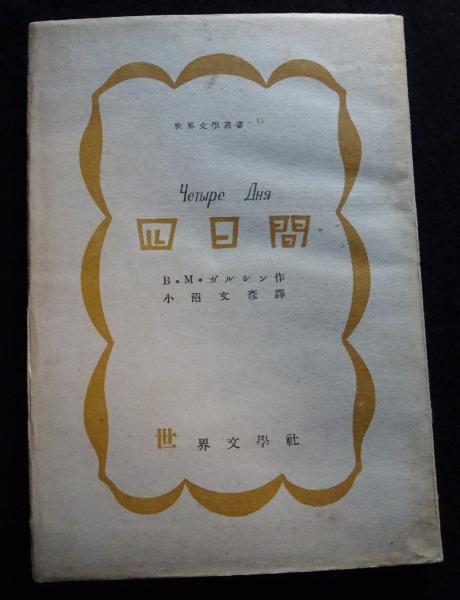 世界文學叢書-15
Четыре Дня
四日間
В・М・ガルシン作
小沼文彦譯
世界文學社